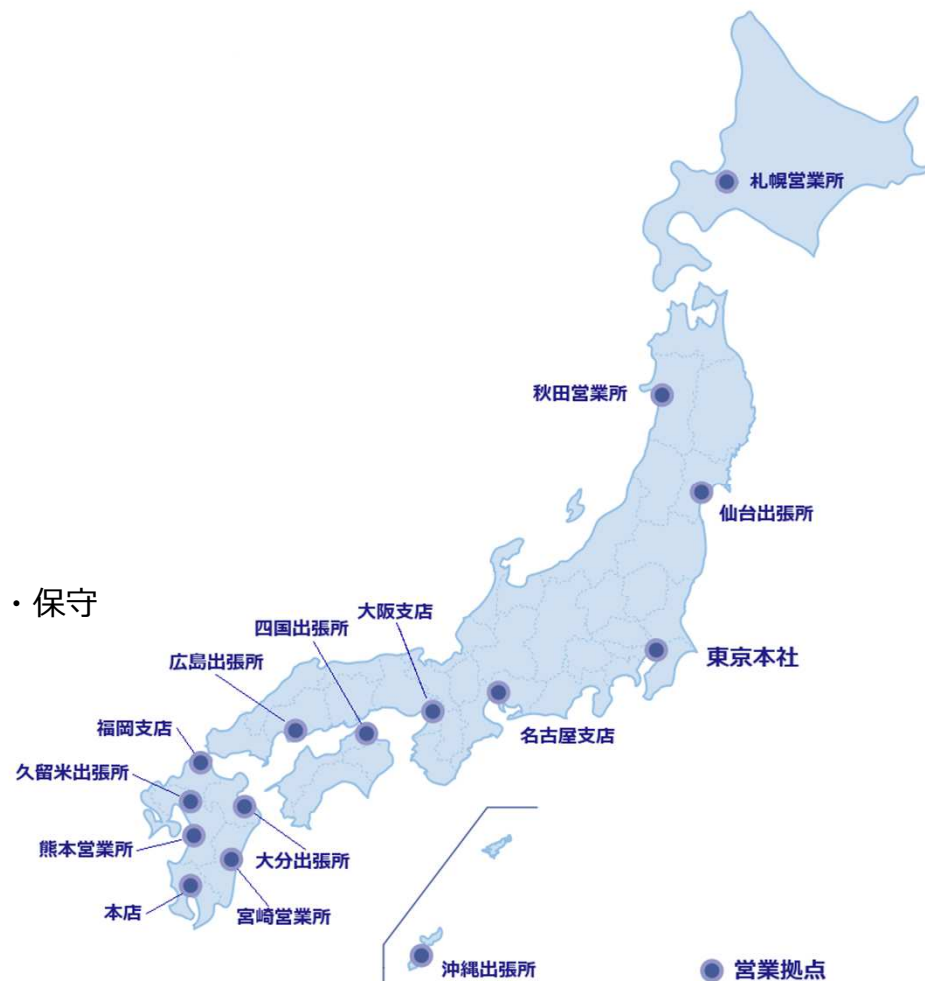 札幌営業所
秋田営業所
仙台出張所
・保守
大阪支店
四国出張所
広島出張所
東京本社
名古屋支店
福岡支店
久留米出張所
熊本営業所
大分出張所
本店
宮崎営業所
沖縄出張所
営業拠点